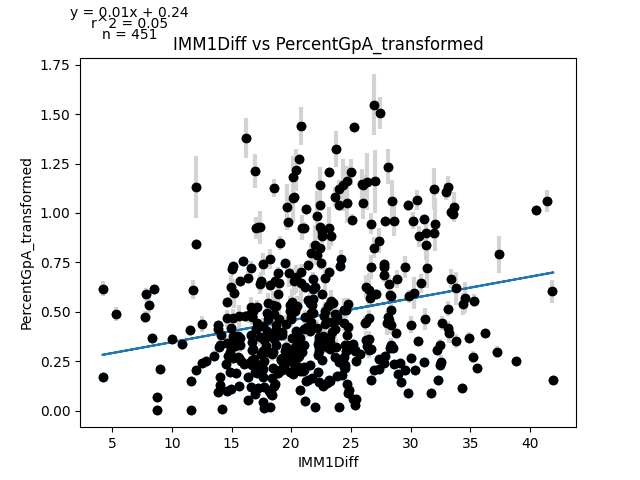 y = 0.01x + 0.24
r^2 = 0.05
n = 451
IMM1Diff vs PercentGpA_transformed
1.75
1.50
1.25
1.00
0.75
0.50
0.25
0.00
PercentGpA_transformed
5 10 15 20 25 30 35 40
IMM1Diff